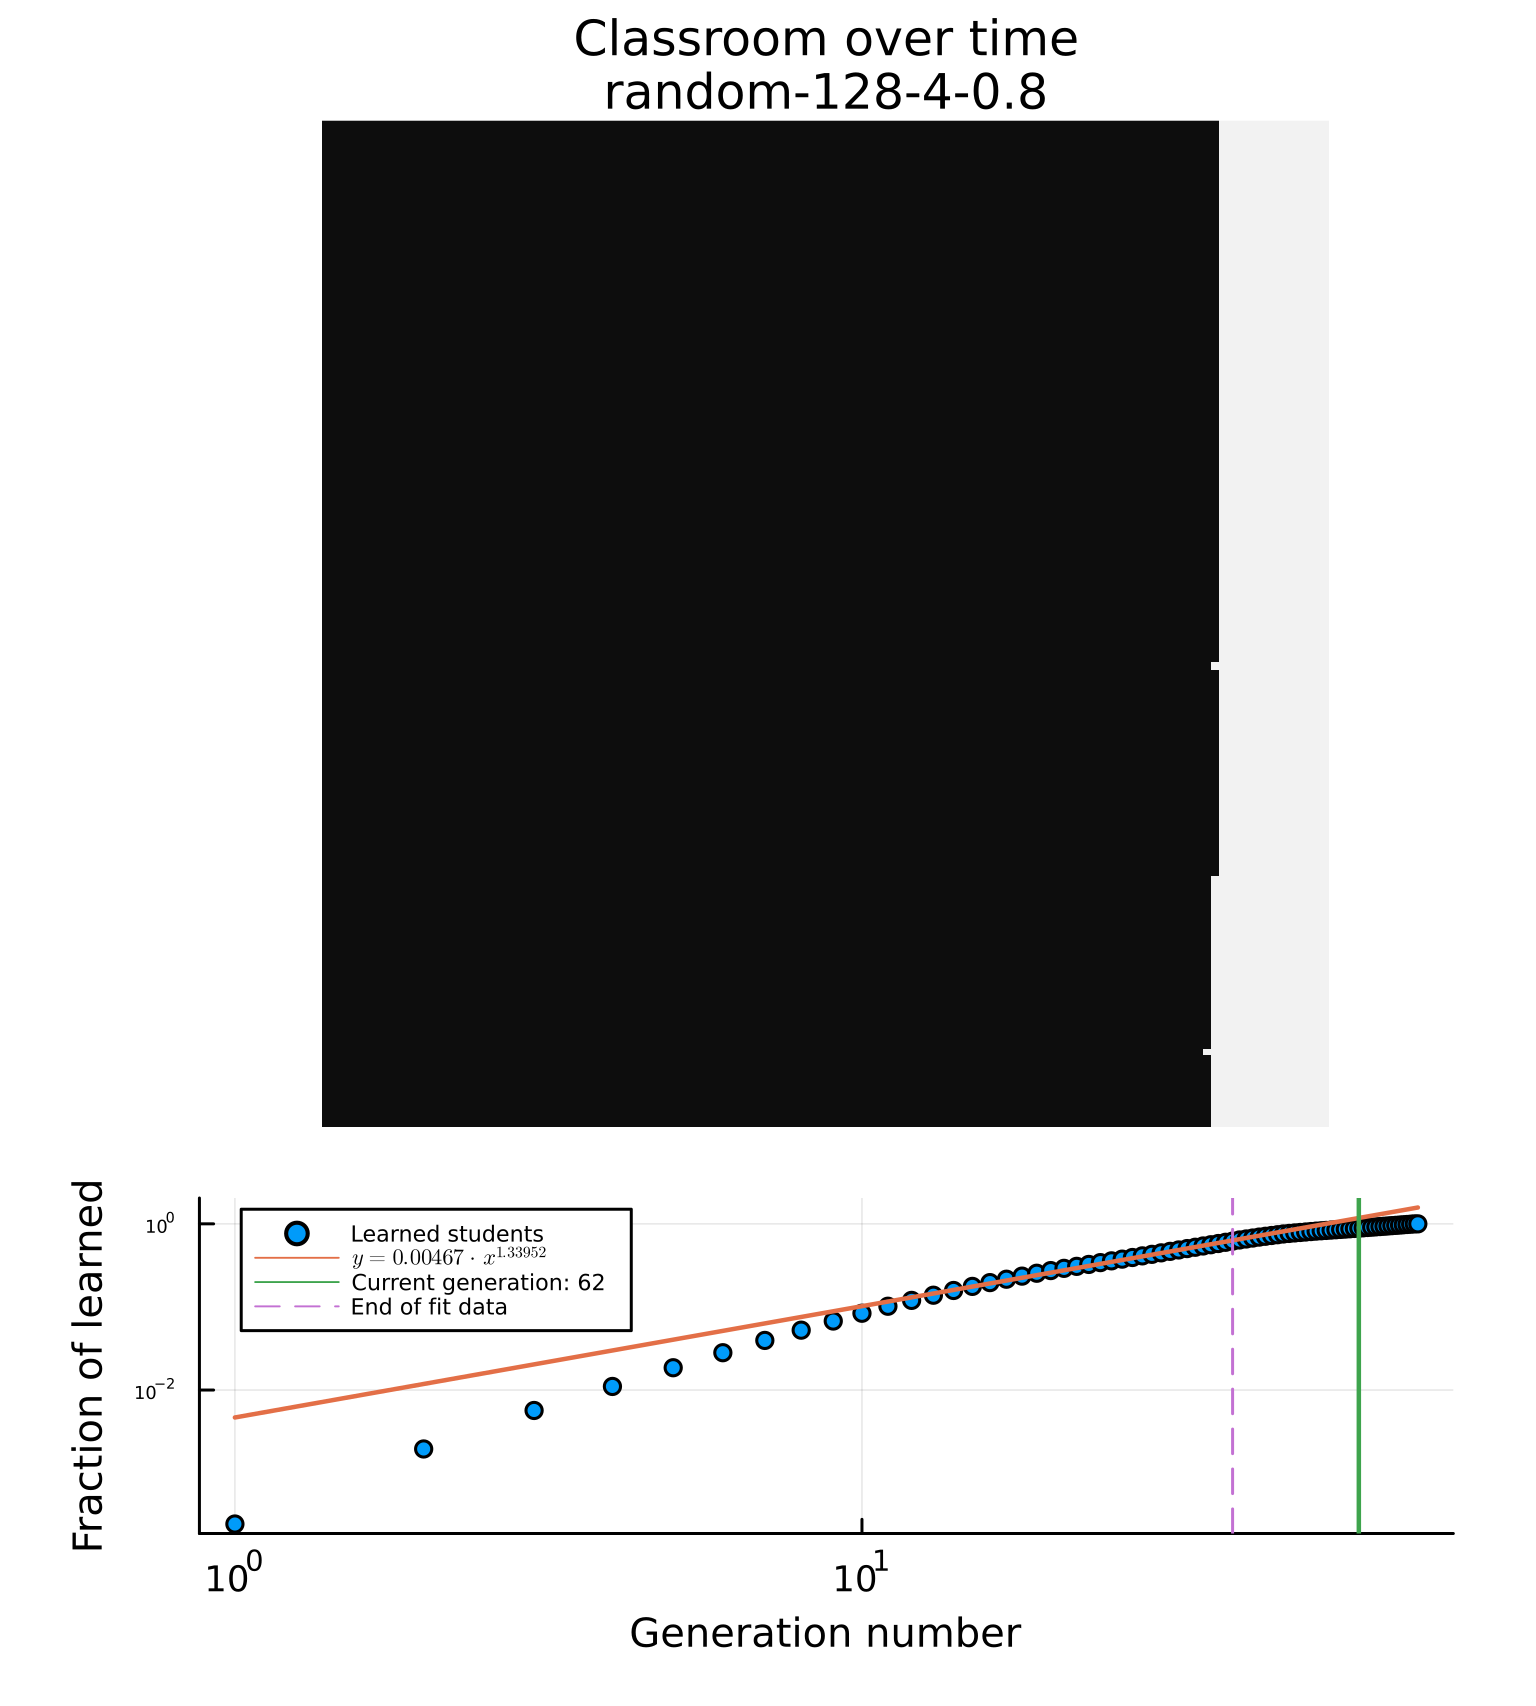 Classroom over time
random-128-4-0.8
Fraction of learned
10^0
10^-2
Learned students
y = 0.00467 · x^1.33952
Current generation: 62
End of fit data
10^0
10^1
Generation number